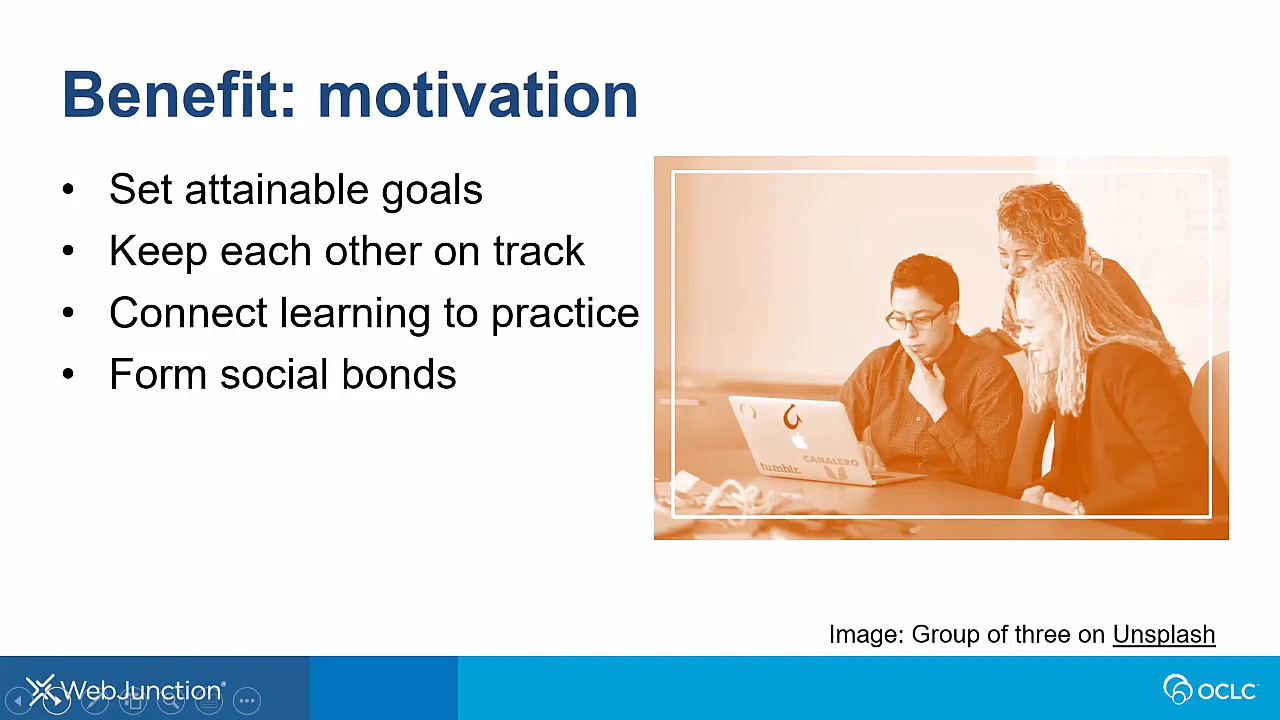 Benefit: motivation
• Set attainable goals
• Keep each other on track
• Connect learning to practice
• Form social bonds
tumblr.
CANALERO
Image: Group of three on Unsplash
WebJunction®
OCLC